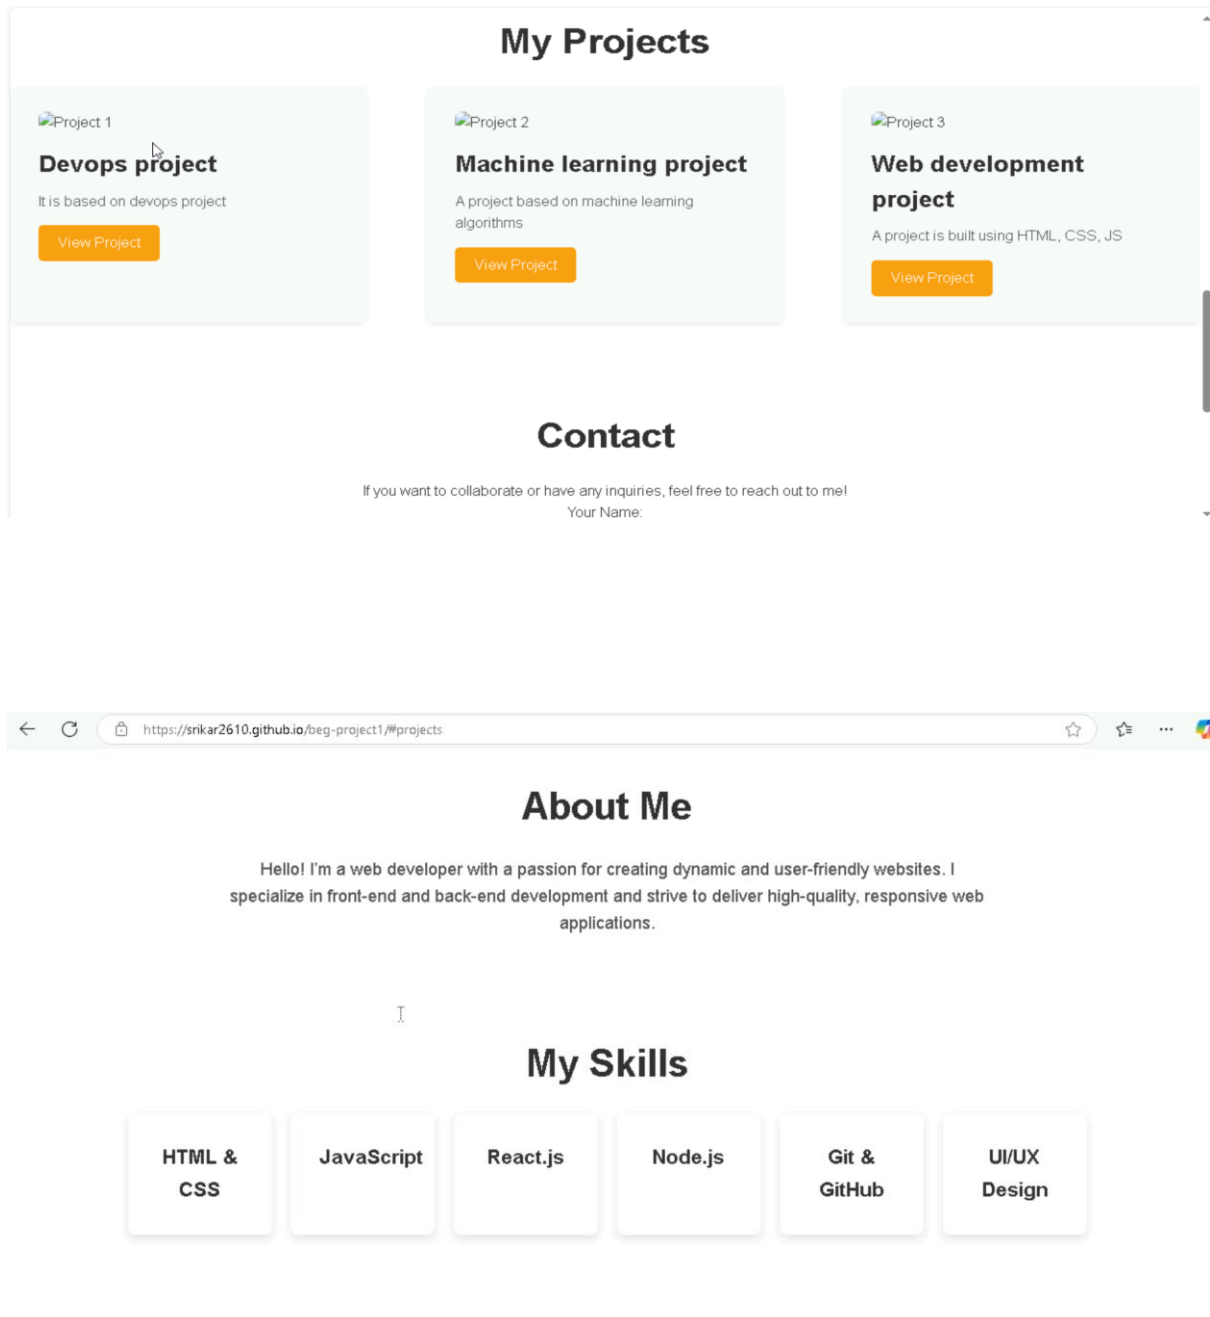 My Projects
Project 1
Devops project
It is based on devops project
View Project
Project 2
Machine learning project
A project based on machine learning
algorithms
View Project
Project 3
Web development
project
A project is built using HTML, CSS, JS
View Project
Contact
If you want to collaborate or have any inquiries, feel free to reach out to me!
Your Name:
https://srikar2610.github.io/beg-project1/#projects
About Me
Hello! I'm a web developer with a passion for creating dynamic and user-friendly websites. I
specialize in front-end and back-end development and strive to deliver high-quality, responsive web
applications.
My Skills
HTML &
CSS
JavaScript
React.js
Node.js
Git &
GitHub
UI/UX
Design